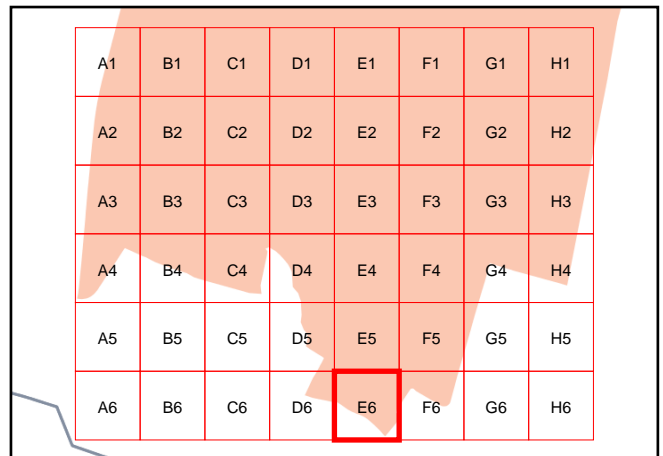 A1 B1 C1 D1 E1 F1 G1 H1
A2 B2 C2 D2 E2 F2 G2 H2
A3 B3 C3 D3 E3 F3 G3 H3
A4 B4 C4 D4 E4 F4 G4 H4
A5 B5 C5 D5 E5 F5 G5 H5
A6 B6 C6 D6 E6 F6 G6 H6